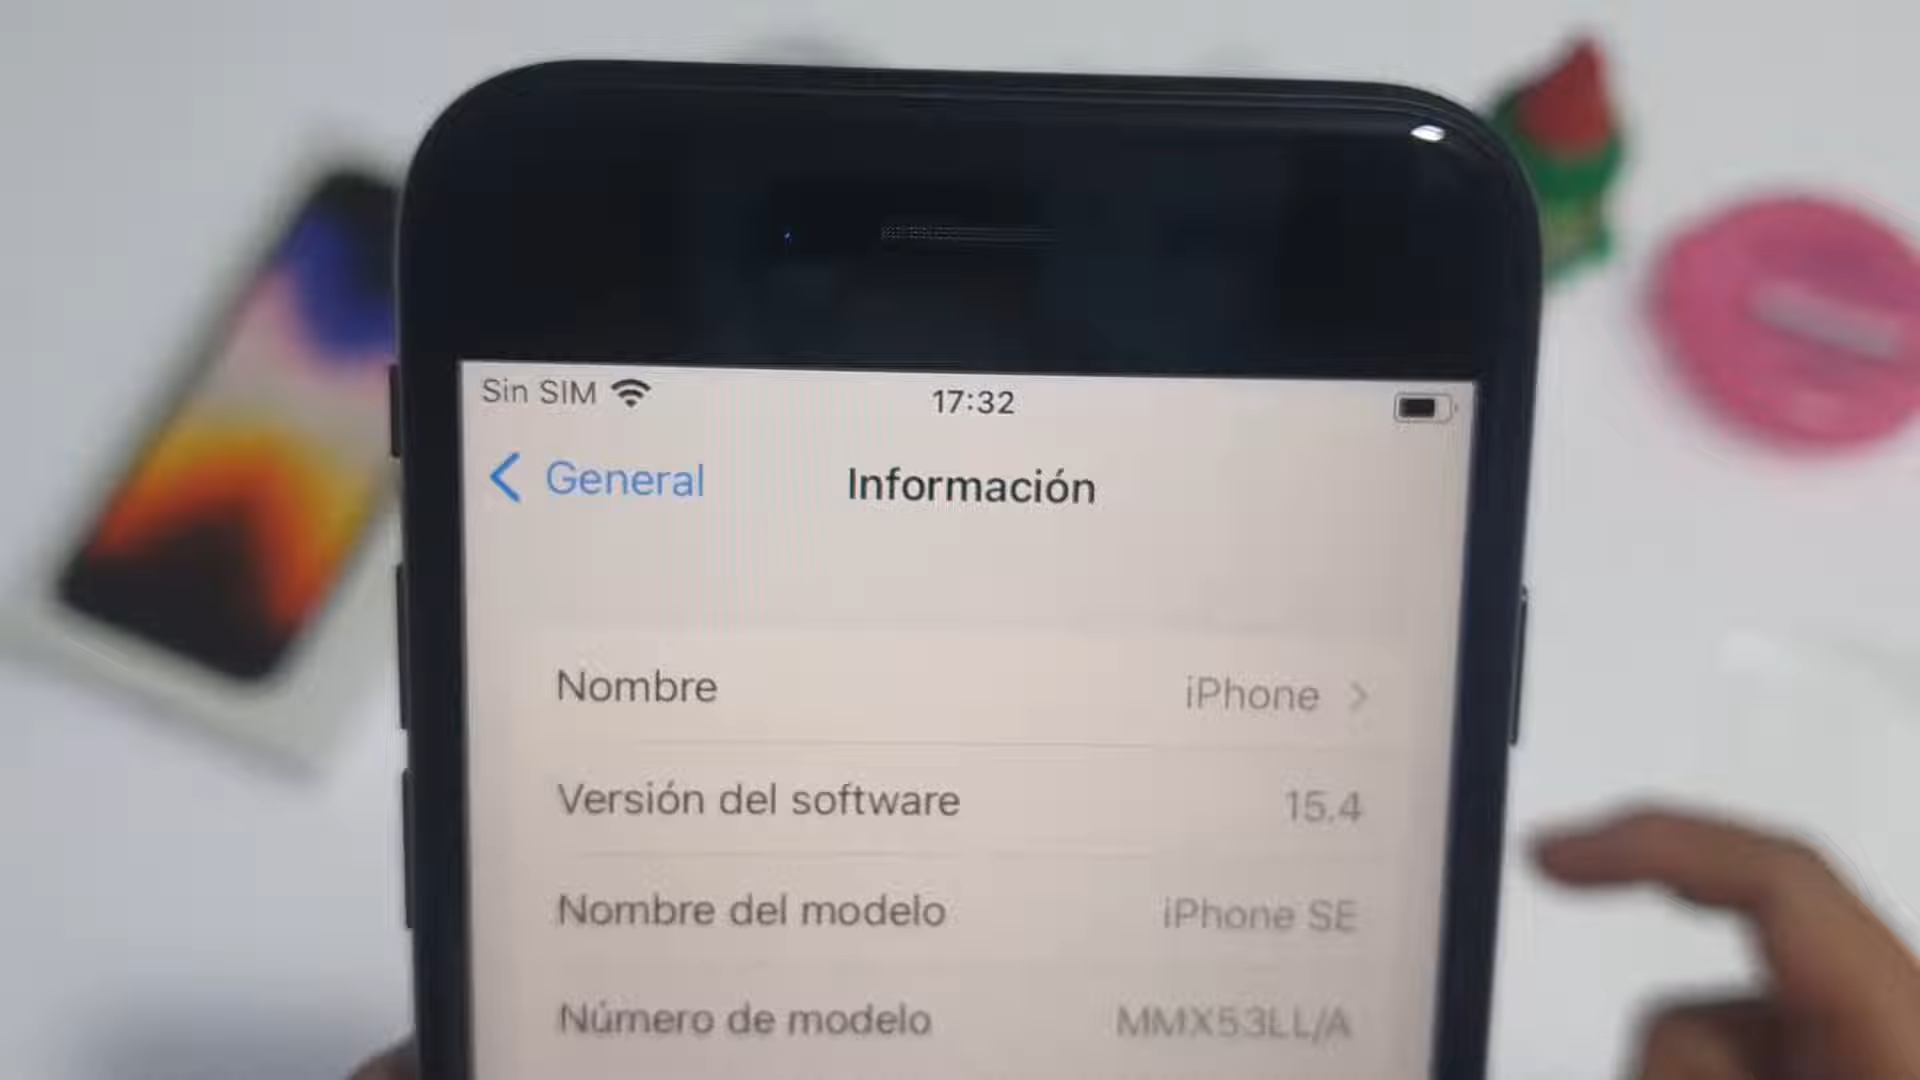 Sin SIM 17:32
General Información
Nombre iPhone
Versión del software 15.4
Nombre del modelo iPhone SE
Número de modelo MMX53LL/A